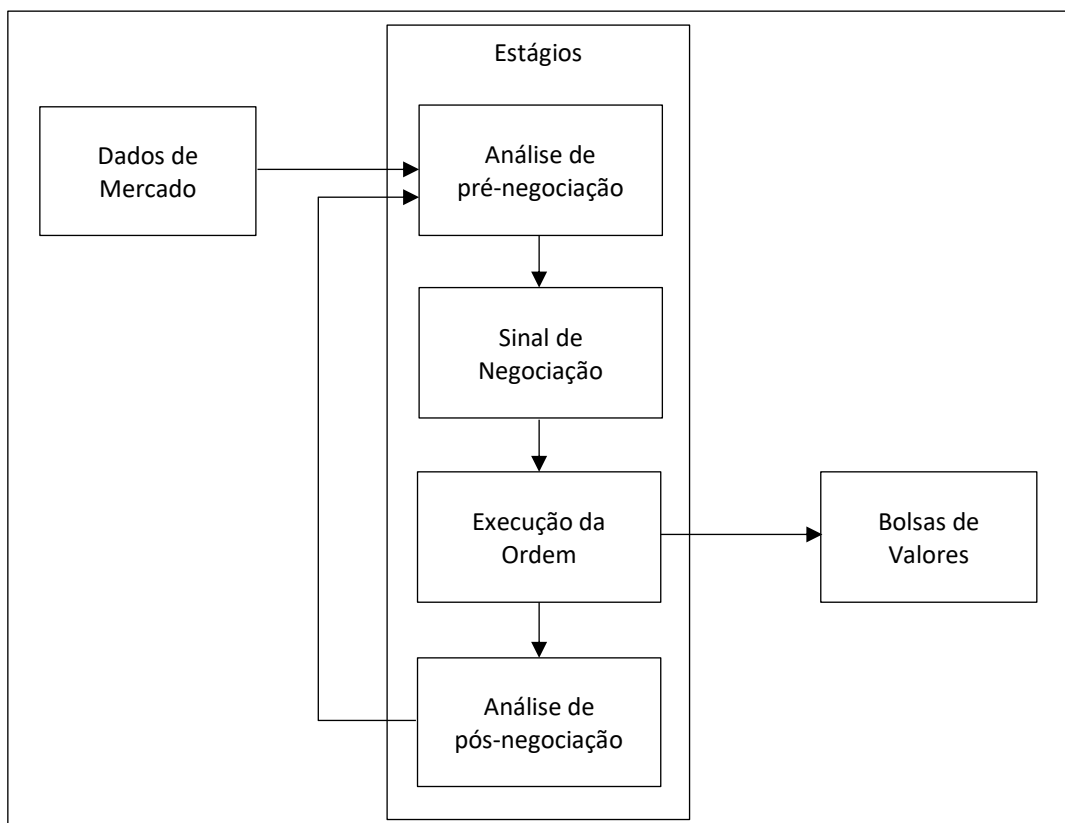 Estágios
Dados de
Mercado
Análise de
pré-negociação
Sinal de
Negociação
Execução da
Ordem
Bolsas de
Valores
Análise de
pós-negociação